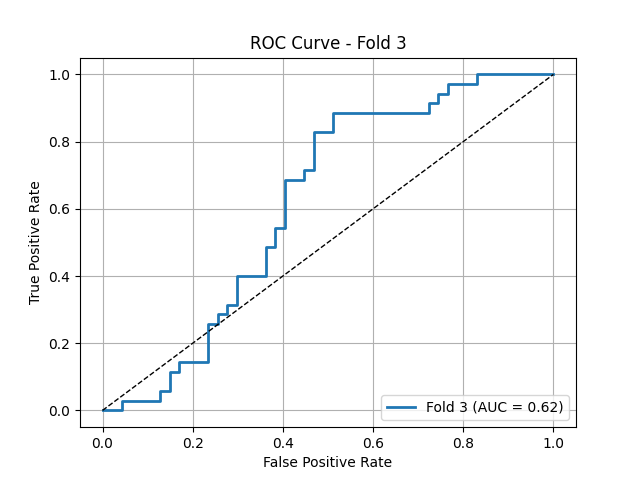 ROC Curve - Fold 3
True Positive Rate
1.0
0.8
0.6
0.4
0.2
0.0
0.0 0.2 0.4 0.6 0.8 1.0
False Positive Rate
Fold 3 (AUC = 0.62)